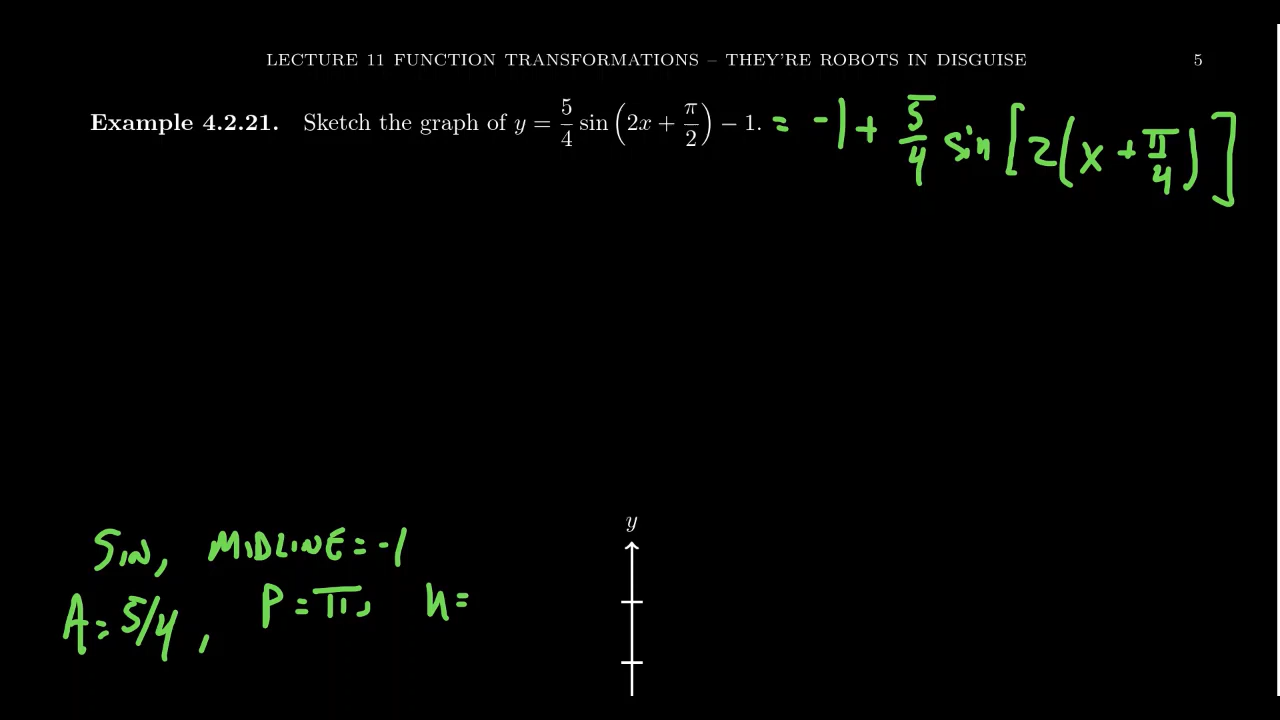 LECTURE 11 FUNCTION TRANSFORMATIONS – THEY'RE ROBOTS IN DISGUISE 5
Example 4.2.21. Sketch the graph of y = 5/4 sin(2x + π/2) − 1. = -1 + 5/4 sin[2(x + π/4)]
y
SIN, MIDLINE = -1
A = 5/4, P = π, h =